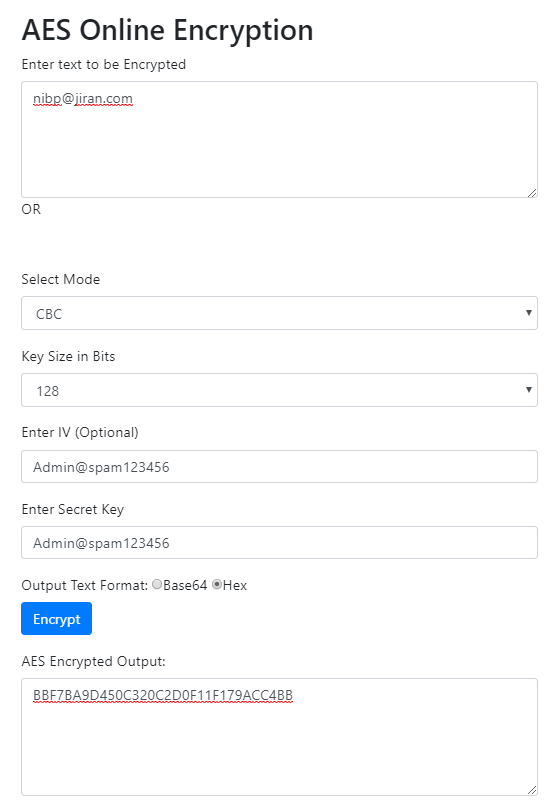 AES Online Encryption
Enter text to be Encrypted
nibp@jiran.com
OR
Select Mode
CBC
Key Size in Bits
128
Enter IV (Optional)
Admin@spam123456
Enter Secret Key
Admin@spam123456
Output Text Format: Base64 Hex
Encrypt
AES Encrypted Output:
BBF7BA9D450C320C2D0F11F179ACC4BB